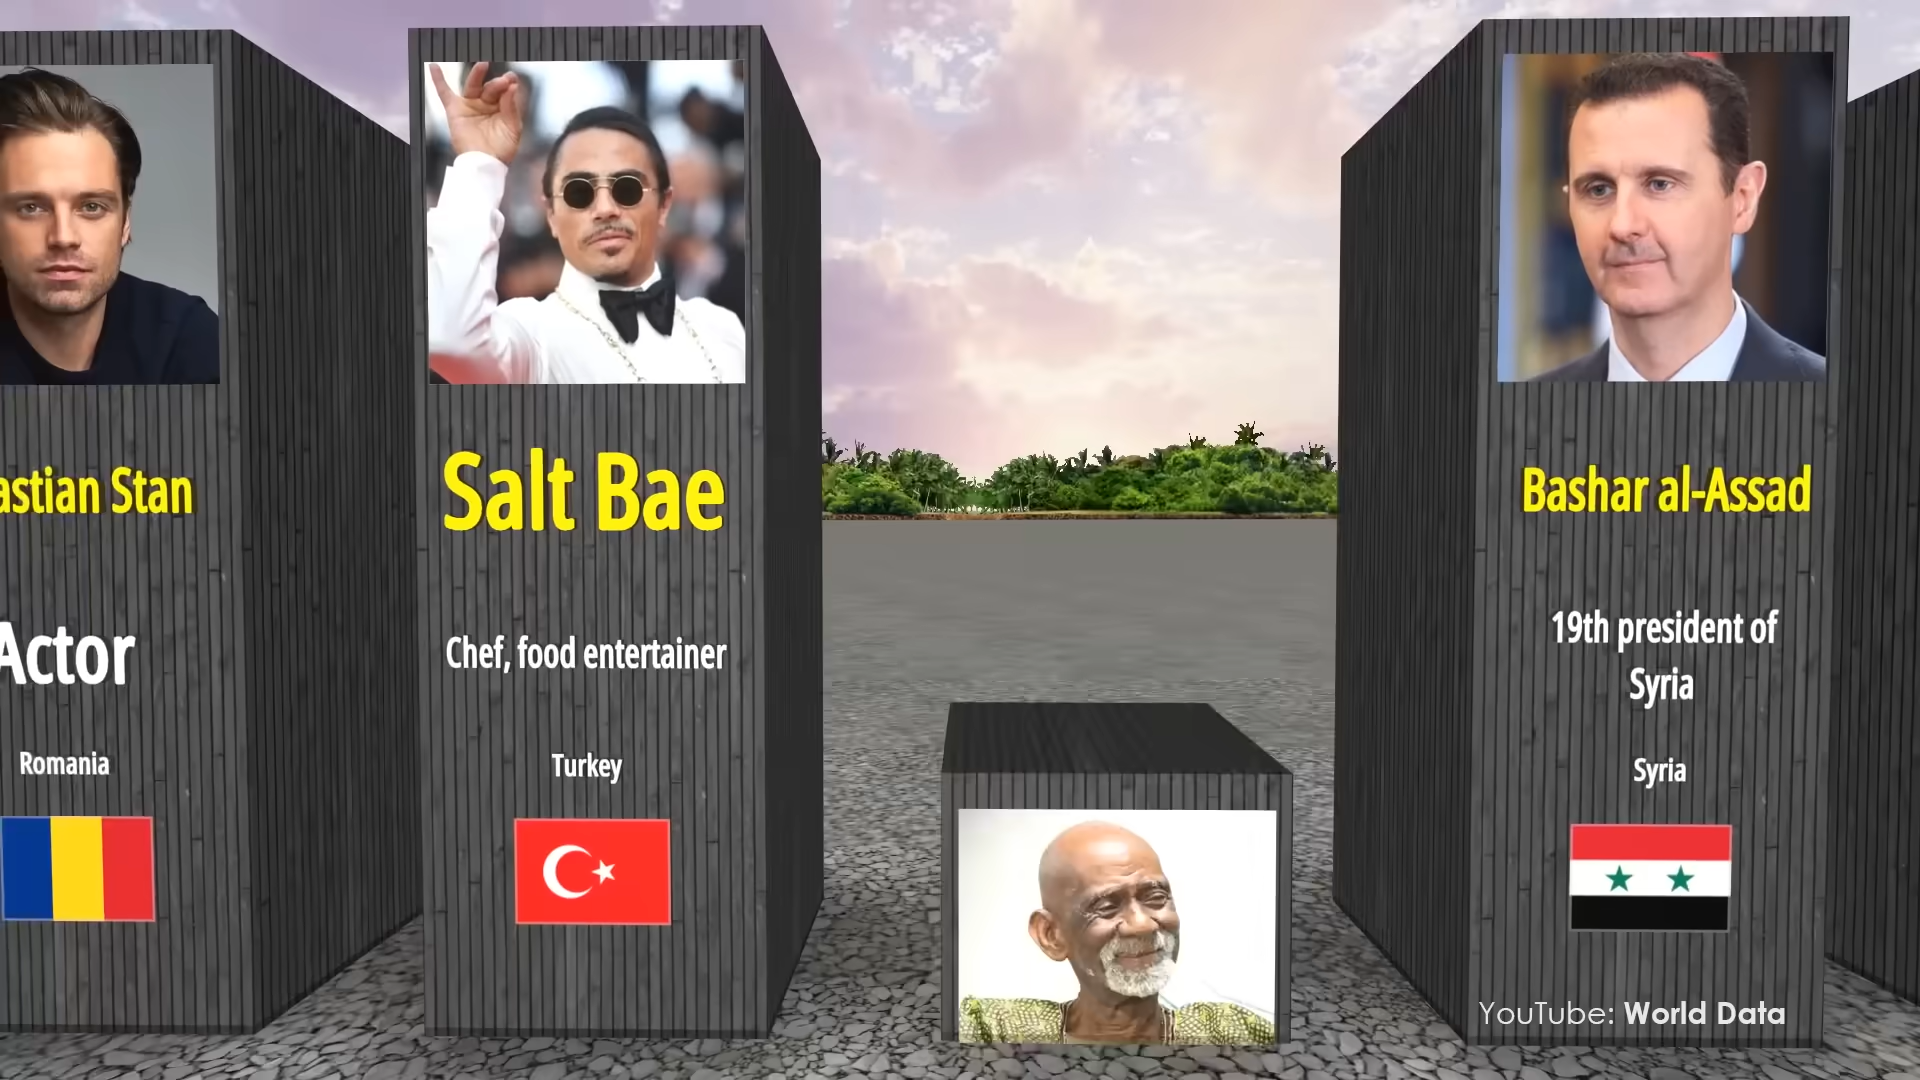 astian Stan
Actor
Romania
Salt Bae
Chef, food entertainer
Turkey
Bashar al-Assad
19th president of
Syria
Syria
YouTube: World Data